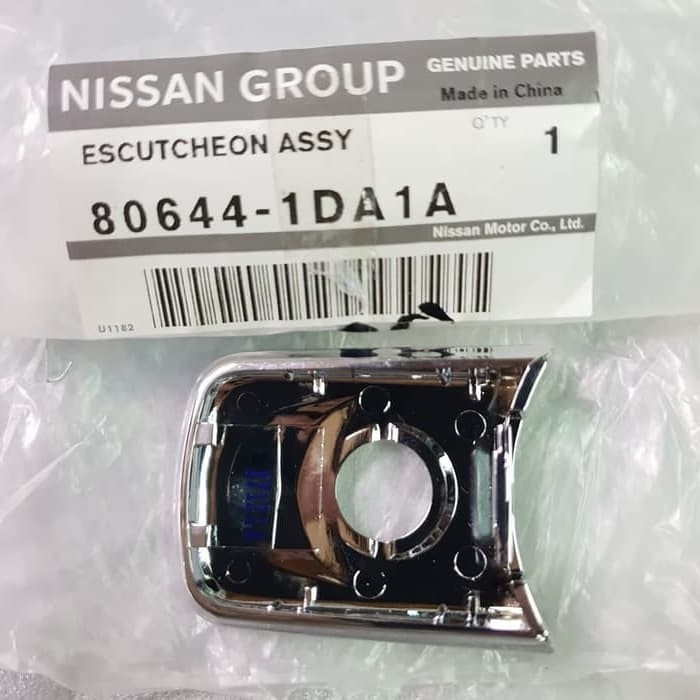 NISSAN GROUP GENUINE PARTS
Made in China
ESCUTCHEON ASSY Q'TY 1
80644-1DA1A
Nissan Motor Co., Ltd.
U1182